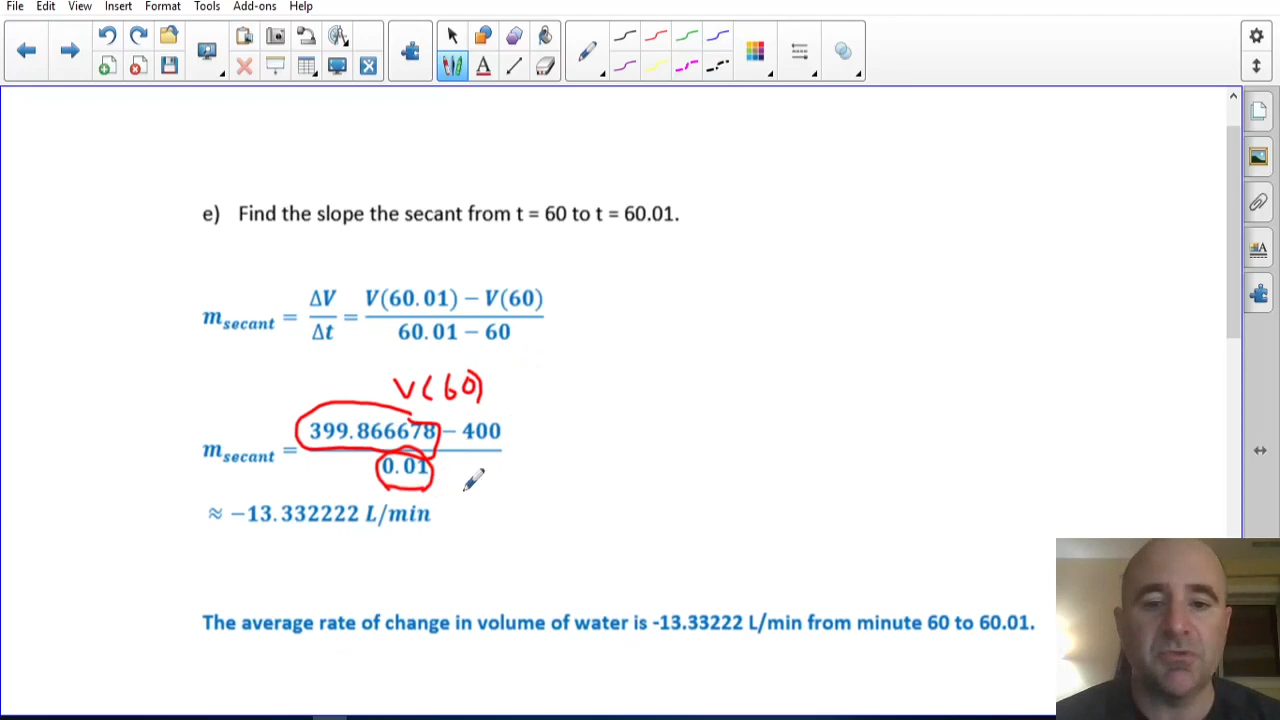 File Edit View Insert Format Tools Add-ons Help
e) Find the slope the secant from t = 60 to t = 60.01.
m_secant = ΔV/Δt = (V(60.01) − V(60))/(60.01 − 60)
V(60)
m_secant = (399.866678 − 400)/0.01
≈ −13.332222 L/min
The average rate of change in volume of water is -13.33222 L/min from minute 60 to 60.01.